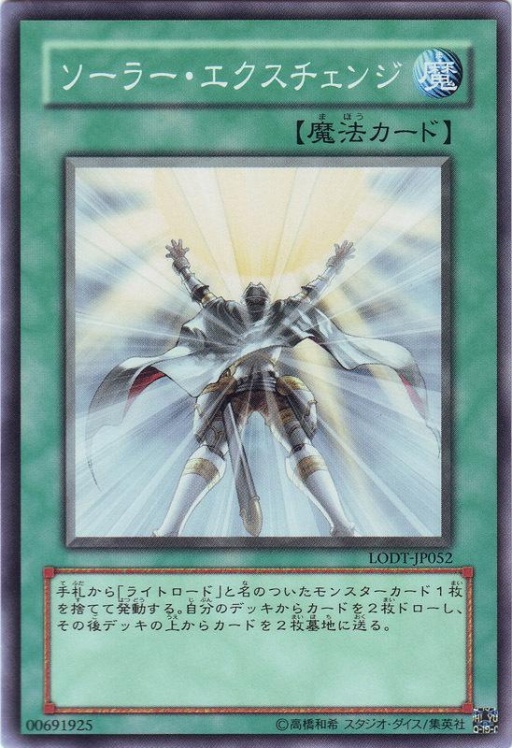 ソーラー・エクスチェンジ 魔
【魔法カード】
LODT-JP052
手札から「ライトロード」と名のついたモンスターカード1枚
を捨てて発動する。自分のデッキからカードを2枚ドローし、
その後デッキの上からカードを2枚墓地に送る。
00691925 ©高橋和希 スタジオ・ダイス/集英社